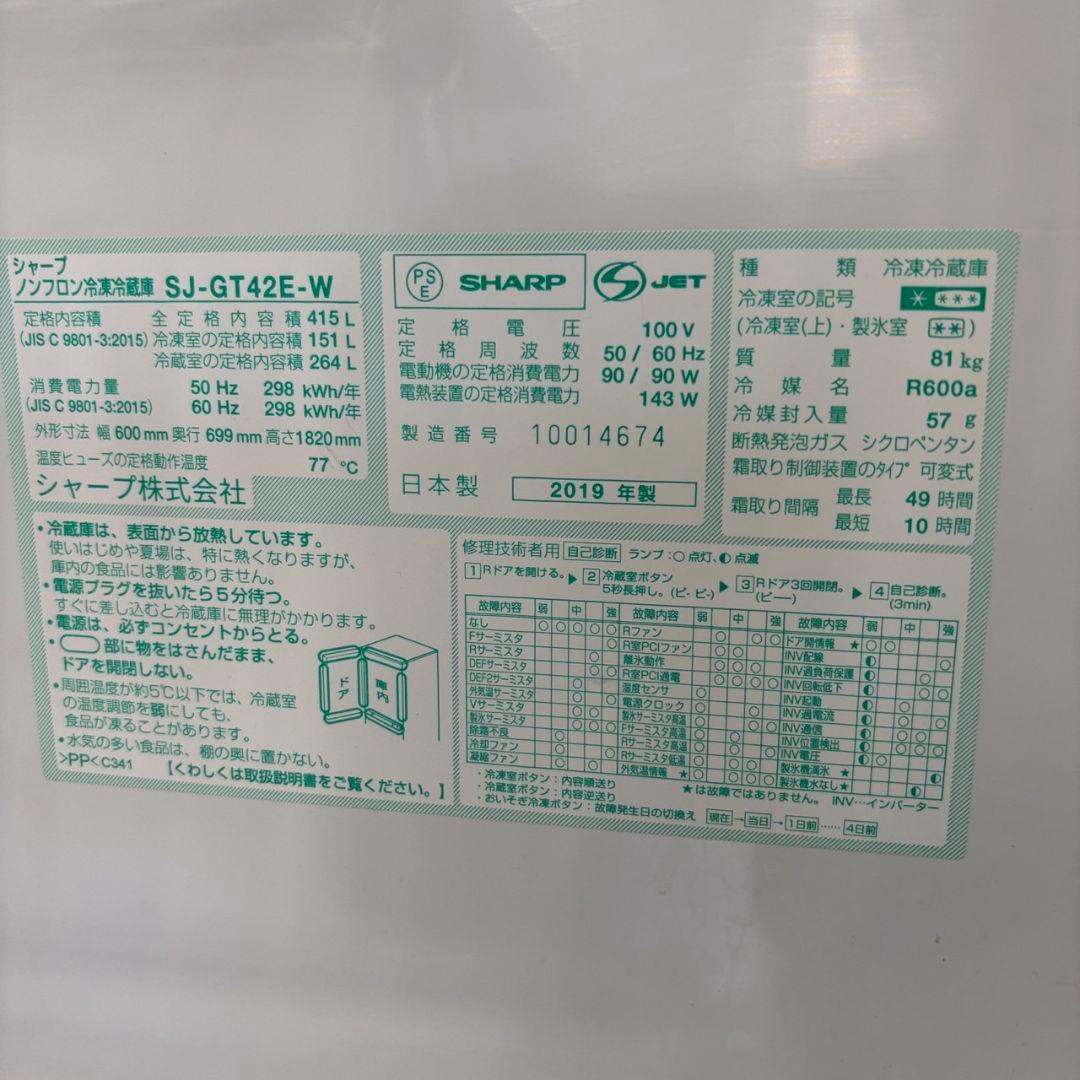 シャープ
ノンフロン冷凍冷蔵庫 SJ-GT42E-W
定格内容積 全定格内容積 415 L
(JIS C 9801-3:2015) 冷凍室の定格内容積 151 L
冷蔵室の定格内容積 264 L
消費電力量 50 Hz 298 kWh/年
(JIS C 9801-3:2015) 60 Hz 298 kWh/年
外形寸法 幅 600 mm 奥行 699 mm 高さ 1820 mm
温度ヒューズの定格動作温度 77 ℃
シャープ株式会社
PS
E
SHARP
S JET
定格電圧 100 V
定格周波数 50 / 60 Hz
電動機の定格消費電力 90 / 90 W
電熱装置の定格消費電力 143 W
製造番号 10014674
日本製 2019 年製
種類 冷凍冷蔵庫
冷凍室の記号 * ***
(冷凍室(上)・製氷室 **)
質量 81 kg
冷媒名 R600a
冷媒封入量 57 g
断熱発泡ガス シクロペンタン
霜取り制御装置のタイプ 可変式
霜取り間隔 最長 49 時間
最短 10 時間
・冷蔵庫は、表面から放熱しています。
使いはじめや夏場は、特に熱くなりますが、
庫内の食品には影響ありません。
・電源プラグを抜いたら5分待つ。
すぐに差し込むと冷蔵庫に無理がかかります。
・電源は、必ずコンセントからとる。
・ 部に物をはさんだまま、
ドアを開閉しない。
・周囲温度が約5℃以下では、冷蔵室
の温度調節を弱にしても、
食品が凍ることがあります。
・水気の多い食品は、棚の奥に置かない。
>PP< C341 【くわしくは取扱説明書をご覧ください。】
ドア
庫内
修理技術者用 自己診断 ランプ:○点灯、◐点滅
1 Rドアを開ける。▶ 2 冷蔵室ボタン 5秒長押し。(ピ- ピ-) ▶ 3 Rドア3回開閉。(ピー) ▶ 4 自己診断。(3min)
故障内容 弱 中 強 故障内容 弱 中 強 故障内容 弱 中 強
なし
Fサーミスタ
Rサーミスタ
DEFサーミスタ
DEF2サーミスタ
外気温サーミスタ
Vサーミスタ
製氷サーミスタ
除霜不良
冷却ファン
凝縮ファン
Rファン
R室PCIファン
離氷動作
R室PCI通電
湿度センサ
電源クロック
製氷サーミスタ高温
Fサーミスタ高温
Rサーミスタ高温
Rサーミスタ低温
外気温情報 ★
ドア開情報 ★
INV配線
INV過負荷保護
INV回転低下
INV起動
INV過電流
INV通信
INV位置検出
INV電圧
製氷機満氷 ★
製氷機水なし ★
・冷凍室ボタン:内容順送り
・冷蔵室ボタン:内容逆送り
★は故障ではありません。 INV…インバーター
・おいそぎ冷凍ボタン:故障発生日の切換え 現在→当日→1日前……4日前